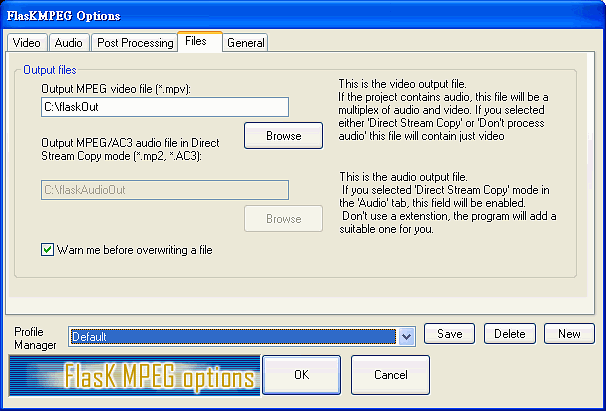 FlasKMPEG Options
Video Audio Post Processing Files General
Output files
Output MPEG video file (*.mpv):
C:\flaskOut
Browse
This is the video output file.
If the project contains audio, this file will be a
multiplex of audio and video. If you selected
either 'Direct Stream Copy' or 'Don't process
audio' this file will contain just video
Output MPEG/AC3 audio file in Direct
Stream Copy mode (*.mp2, *.AC3):
C:\flaskAudioOut
Browse
This is the audio output file.
If you selected 'Direct Stream Copy' mode in
the 'Audio' tab, this field will be enabled.
Don't use a extenstion, the program will add a
suitable one for you.
Warn me before overwriting a file
Profile
Manager
Default
Save Delete New
FlasK MPEG options
OK Cancel